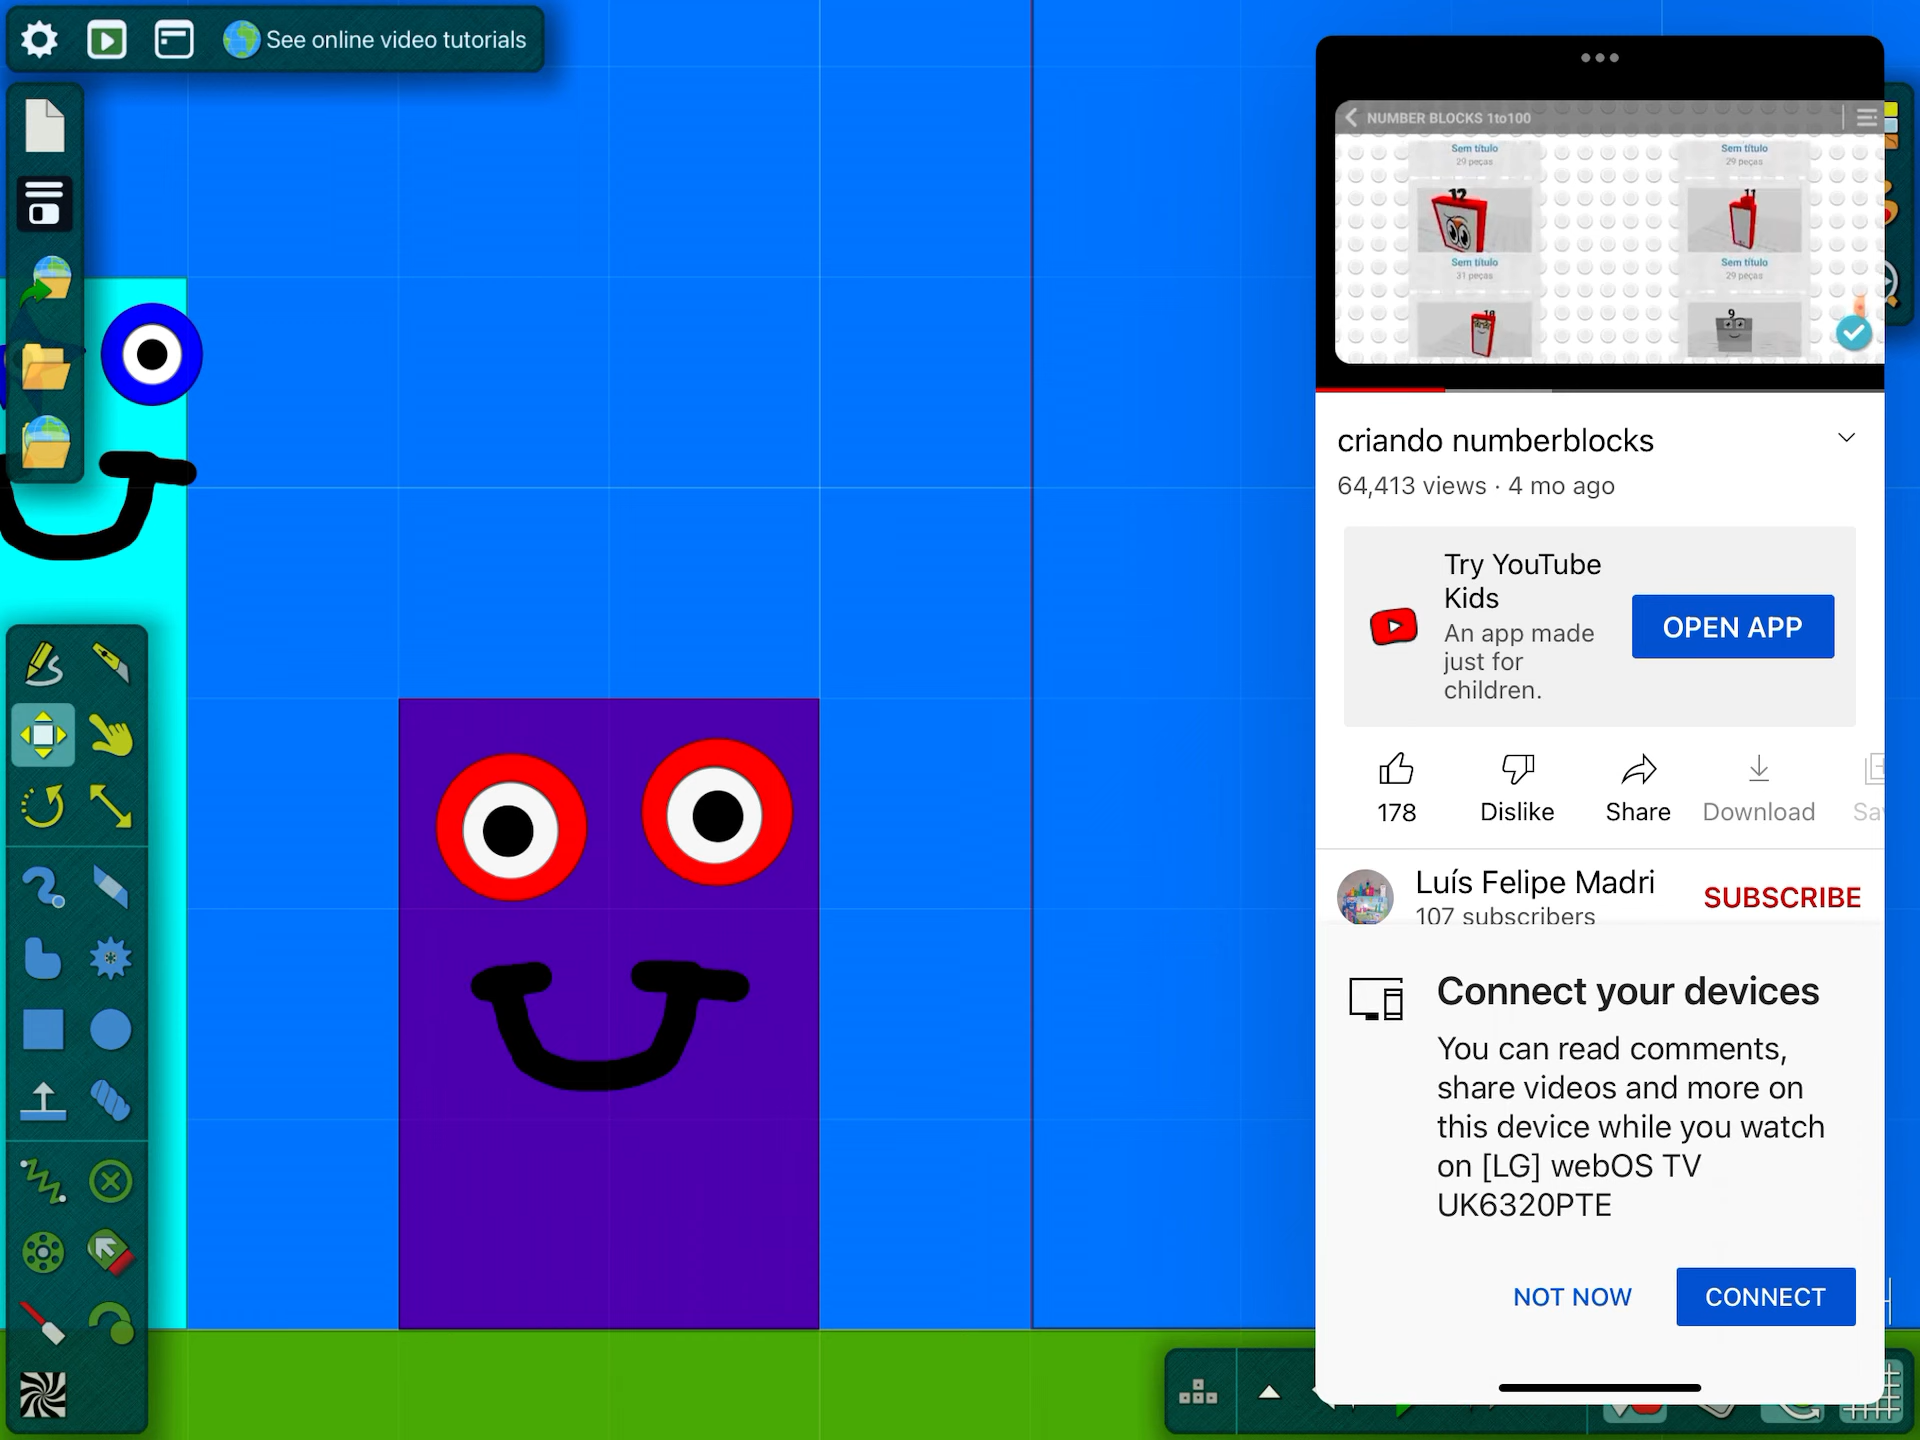 See online video tutorials
NUMBER BLOCKS 1to100
Sem título
29 peças
Sem título
29 peças
12
11
Sem título
31 peças
Sem título
29 peças
10
9
criando numberblocks
64,413 views · 4 mo ago
Try YouTube
Kids
An app made
just for
children.
OPEN APP
178
Dislike
Share
Download
Sa
Luís Felipe Madri
107 subscribers
SUBSCRIBE
Connect your devices
You can read comments,
share videos and more on
this device while you watch
on [LG] webOS TV
UK6320PTE
NOT NOW
CONNECT